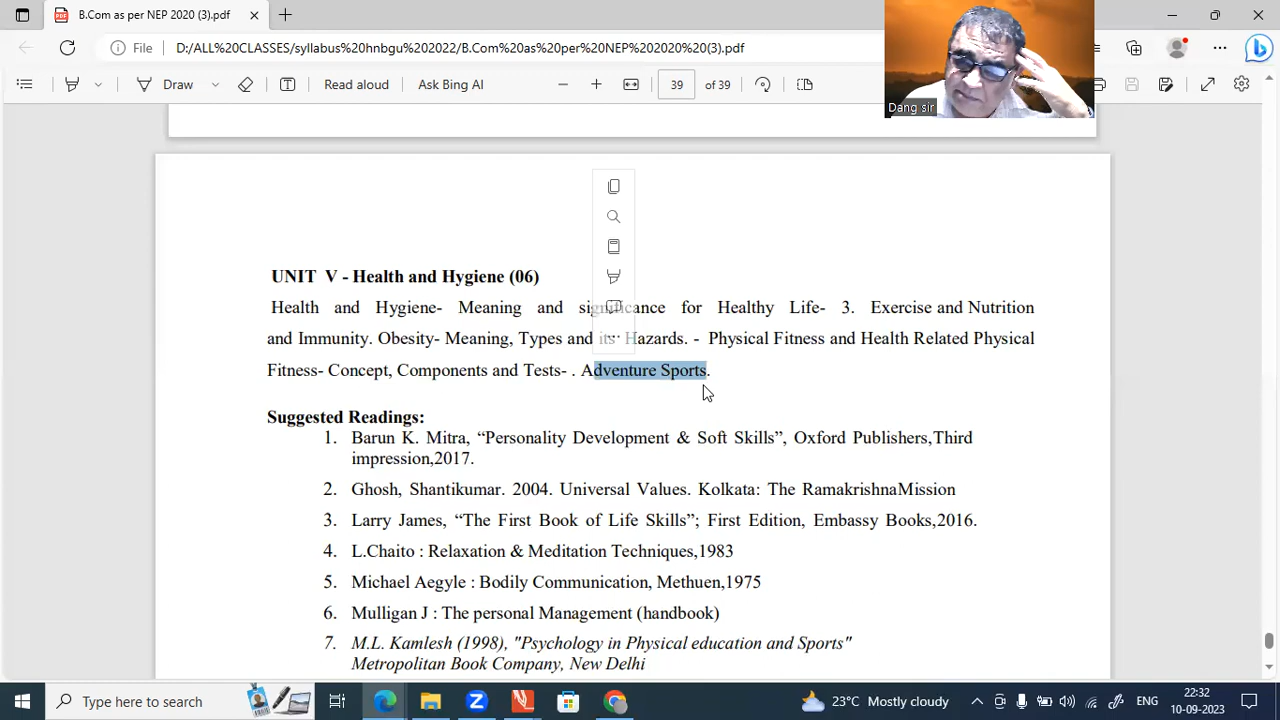 B.Com as per NEP 2020 (3).pdf
File D:/ALL%20CLASSES/syllabus%20hnbgu%202022/B.Com%20as%20per%20NEP%202020%20(3).pdf
Draw Read aloud Ask Bing AI 39 of 39
Dang sir
UNIT V - Health and Hygiene (06)
Health and Hygiene- Meaning and significance for Healthy Life- 3. Exercise and Nutrition
and Immunity. Obesity- Meaning, Types and its Hazards. - Physical Fitness and Health Related Physical
Fitness- Concept, Components and Tests- . Adventure Sports.
Suggested Readings:
1. Barun K. Mitra, “Personality Development & Soft Skills”, Oxford Publishers,Third
impression,2017.
2. Ghosh, Shantikumar. 2004. Universal Values. Kolkata: The RamakrishnaMission
3. Larry James, “The First Book of Life Skills”; First Edition, Embassy Books,2016.
4. L.Chaito : Relaxation & Meditation Techniques,1983
5. Michael Aegyle : Bodily Communication, Methuen,1975
6. Mulligan J : The personal Management (handbook)
7. M.L. Kamlesh (1998), "Psychology in Physical education and Sports"
Metropolitan Book Company, New Delhi
Type here to search
23°C Mostly cloudy
ENG
22:32
10-09-2023